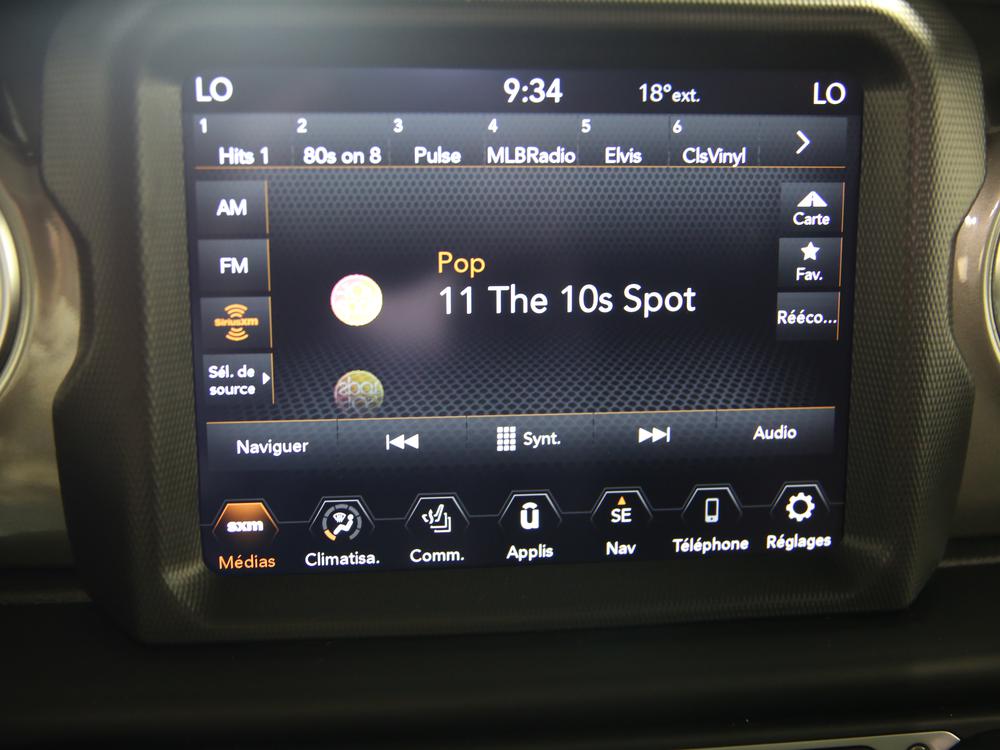 LO 9:34 18° ext. LO
1 2 3 4 5 6
Hits 1 80s on 8 Pulse MLBRadio Elvis ClsVinyl
AM
Carte
FM
Pop
Fav.
11 The 10s Spot
SiriusXM
Rééco...
Sél. de
source
Naviguer Synt. Audio
sxm SE
Médias Climatisa. Comm. Applis Nav Téléphone Réglages